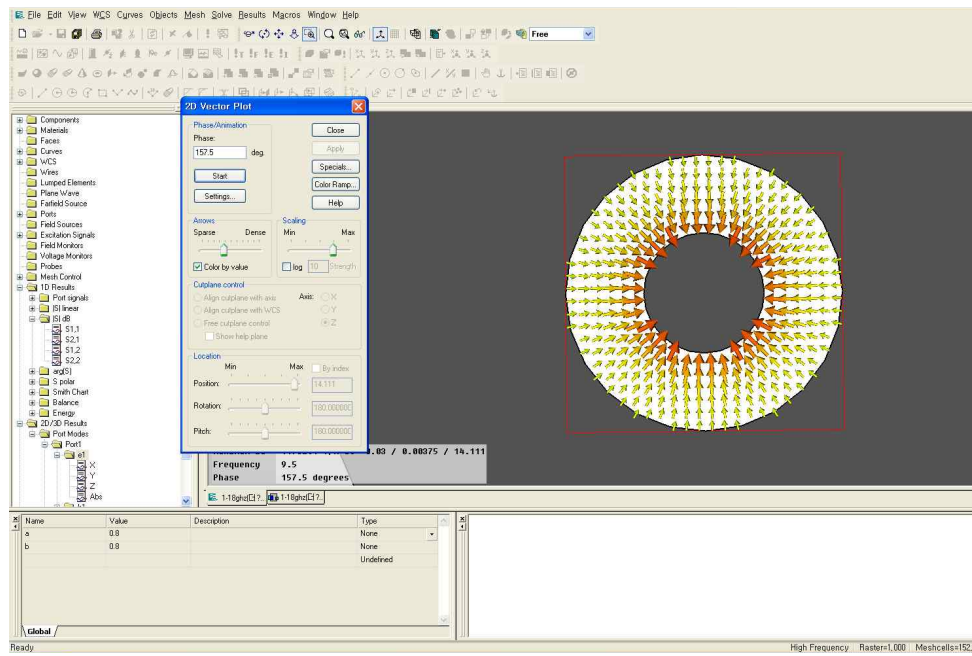 File Edit View WCS Curves Objects Mesh Solve Results Macros Window Help
Free
2D Vector Plot
Phase/Animation
Phase:
157.5 deg.
Start
Settings...
Close
Apply
Specials...
Color Ramp...
Help
Arrows
Sparse Dense
Color by value
Scaling
Min Max
log 10 Strength
Cutplane control
Align cutplane with axis
Align cutplane with WCS
Free cutplane control
Show help plane
Axis: X
Y
Z
Location
Min Max
By index
Position: 14.111
Rotation: 180.00000
Pitch: 180.00000
Components
Materials
Faces
Curves
WCS
Wires
Lumped Elements
Plane Wave
Farfield Source
Ports
Field Sources
Excitation Signals
Field Monitors
Voltage Monitors
Probes
Mesh Control
1D Results
Port signals
|S| linear
|S| dB
S1,1
S2,1
S1,2
S2,2
arg(S)
S polar
Smith Chart
Balance
Energy
2D/3D Results
Port Modes
Port1
e1
X
Y
Z
Abs
0.03 / 0.00375 / 14.111
Frequency 9.5
Phase 157.5 degrees
Name Value Description Type
a 0.8 None
b 0.8 None
Undefined
Global
Ready
High Frequency Raster=1,000 Meshcells=152,